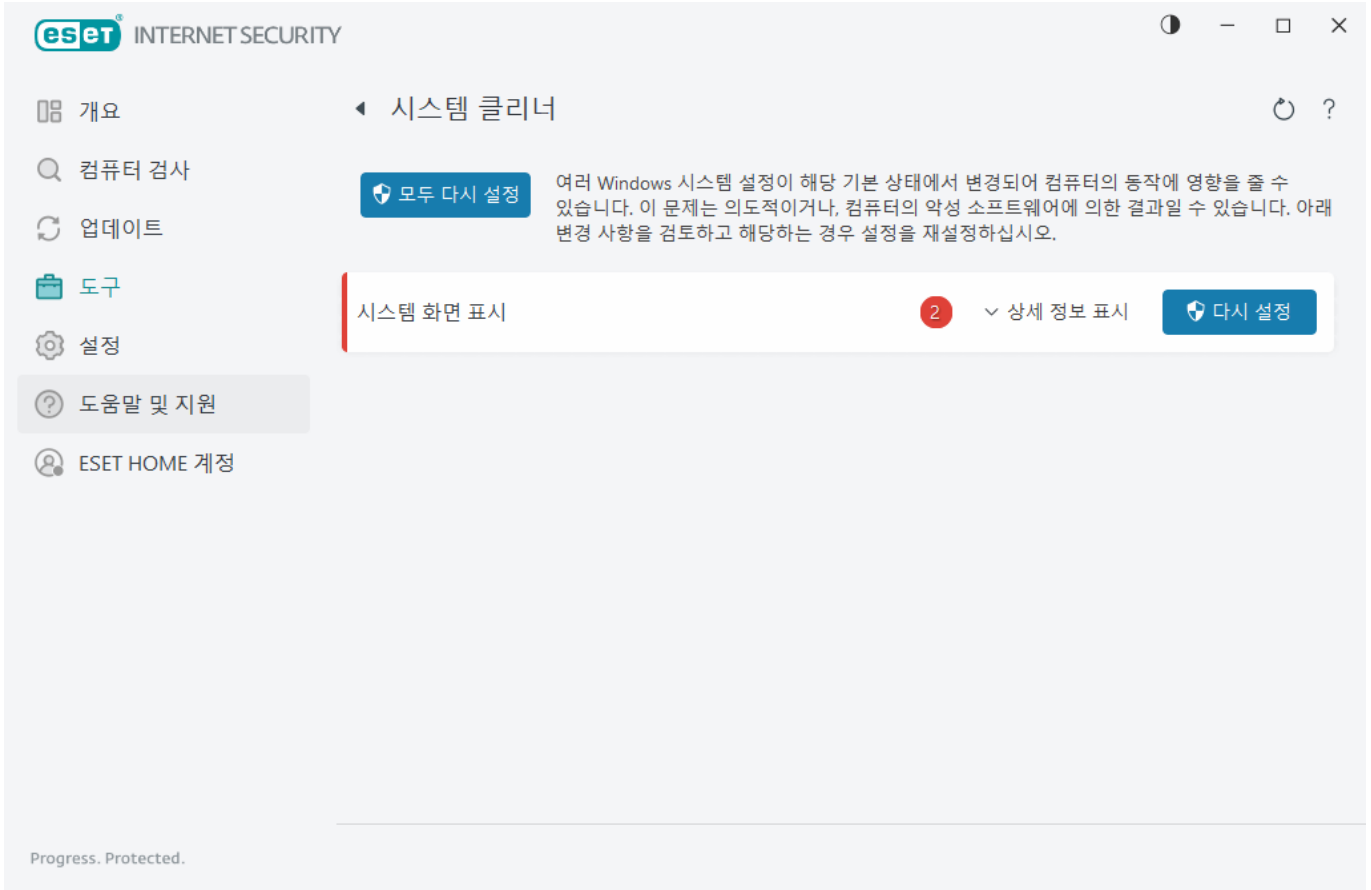 eset® INTERNET SECURITY
개요
컴퓨터 검사
업데이트
도구
설정
도움말 및 지원
ESET HOME 계정
시스템 클리너
?
모두 다시 설정
여러 Windows 시스템 설정이 해당 기본 상태에서 변경되어 컴퓨터의 동작에 영향을 줄 수
있습니다. 이 문제는 의도적이거나, 컴퓨터의 악성 소프트웨어에 의한 결과일 수 있습니다. 아래
변경 사항을 검토하고 해당하는 경우 설정을 재설정하십시오.
시스템 화면 표시
2
상세 정보 표시
다시 설정
Progress. Protected.